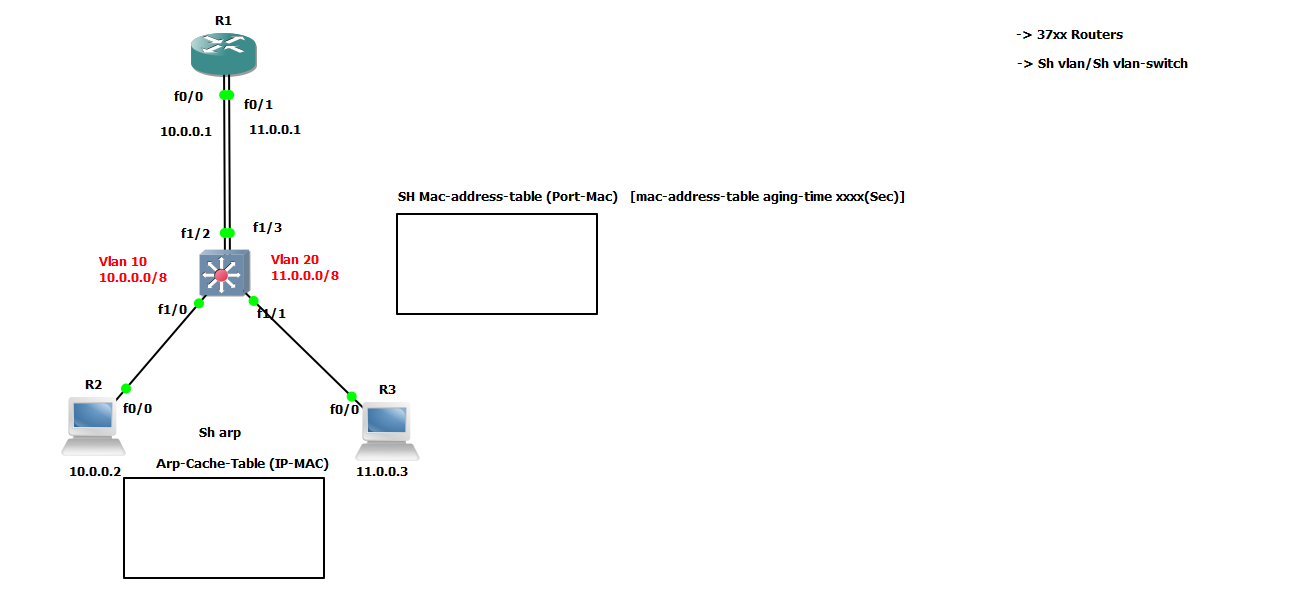 R1
-> 37xx Routers
-> Sh vlan/Sh vlan-switch
f0/0
f0/1
10.0.0.1
11.0.0.1
SH Mac-address-table (Port-Mac) [mac-address-table aging-time xxxx(Sec)]
f1/2
f1/3
Vlan 10
10.0.0.0/8
Vlan 20
11.0.0.0/8
f1/0
f1/1
R2
R3
f0/0
f0/0
Sh arp
Arp-Cache-Table (IP-MAC)
10.0.0.2
11.0.0.3